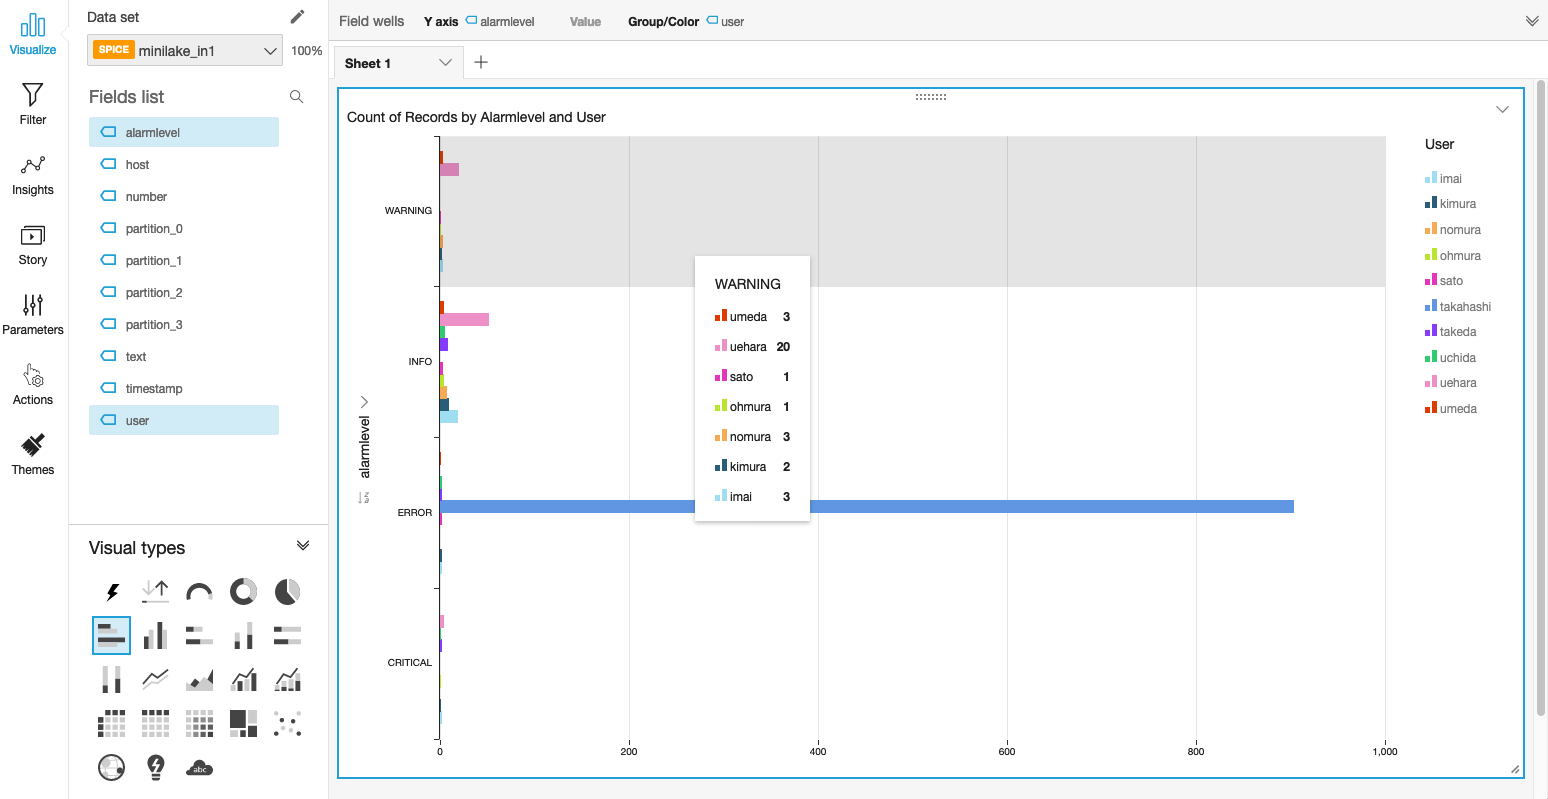 Visualize
Filter
Insights
Story
Parameters
Actions
Themes
Data set
SPICE minilake_in1 100%
Fields list
alarmlevel
host
number
partition_0
partition_1
partition_2
partition_3
text
timestamp
user
Visual types
abc
Field wells Y axis alarmlevel Value Group/Color user
Sheet 1
Count of Records by Alarmlevel and User
alarmlevel
WARNING
INFO
ERROR
CRITICAL
0 200 400 600 800 1,000
WARNING
umeda 3
uehara 20
sato 1
ohmura 1
nomura 3
kimura 2
imai 3
User
imai
kimura
nomura
ohmura
sato
takahashi
takeda
uchida
uehara
umeda